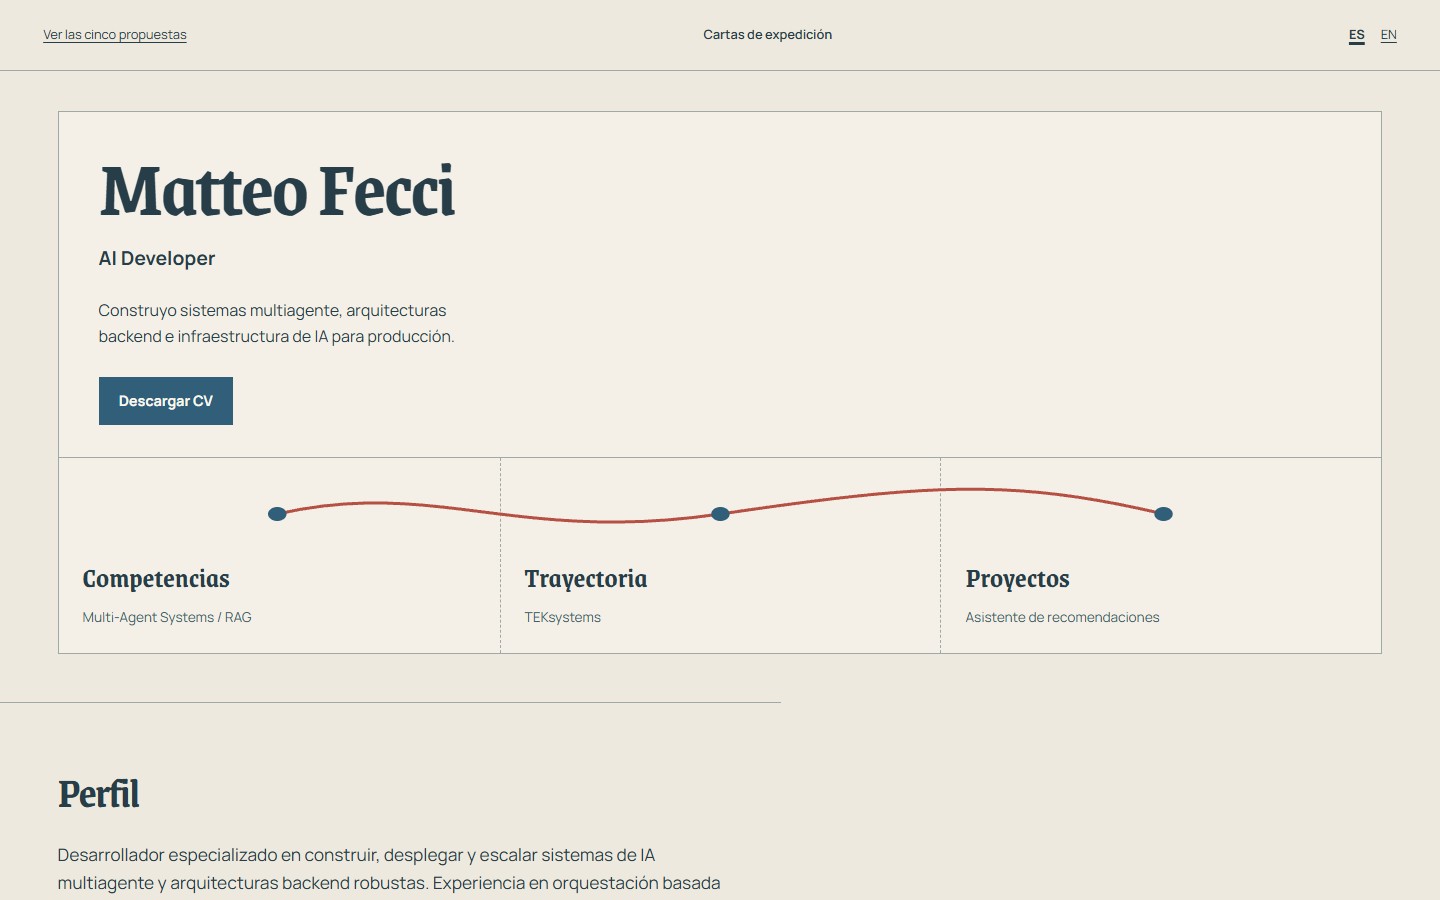 Ver las cinco propuestas
Cartas de expedición
ES EN
Matteo Fecci
AI Developer
Construyo sistemas multiagente, arquitecturas
backend e infraestructura de IA para producción.
Descargar CV
Competencias
Multi-Agent Systems / RAG
Trayectoria
TEKsystems
Proyectos
Asistente de recomendaciones
Perfil
Desarrollador especializado en construir, desplegar y escalar sistemas de IA
multiagente y arquitecturas backend robustas. Experiencia en orquestación basada